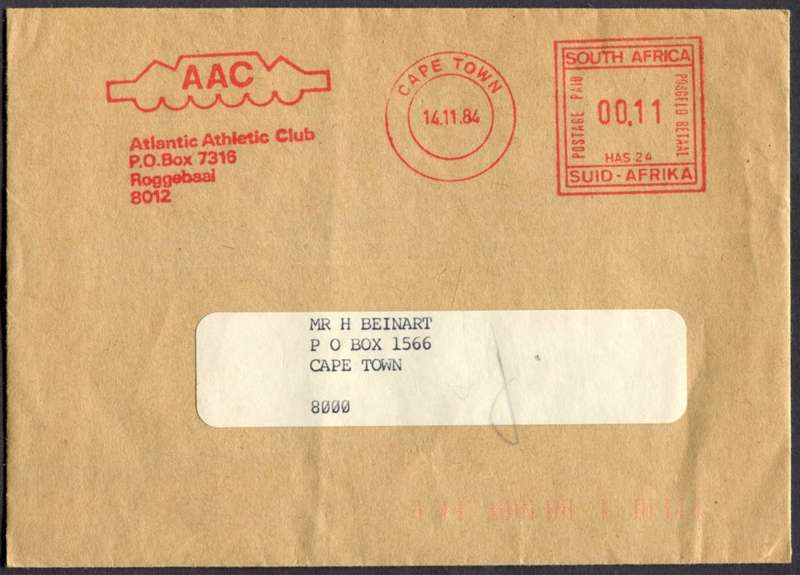 AAC
Atlantic Athletic Club
P.O.Box 7316
Roggebaai
8012
CAPE TOWN
14.11.84
SOUTH AFRICA
POSTAGE PAID
00.11
POSGELD BETAAL
HAS 24
SUID-AFRIKA
MR H BEINART
P O BOX 1566
CAPE TOWN
8000